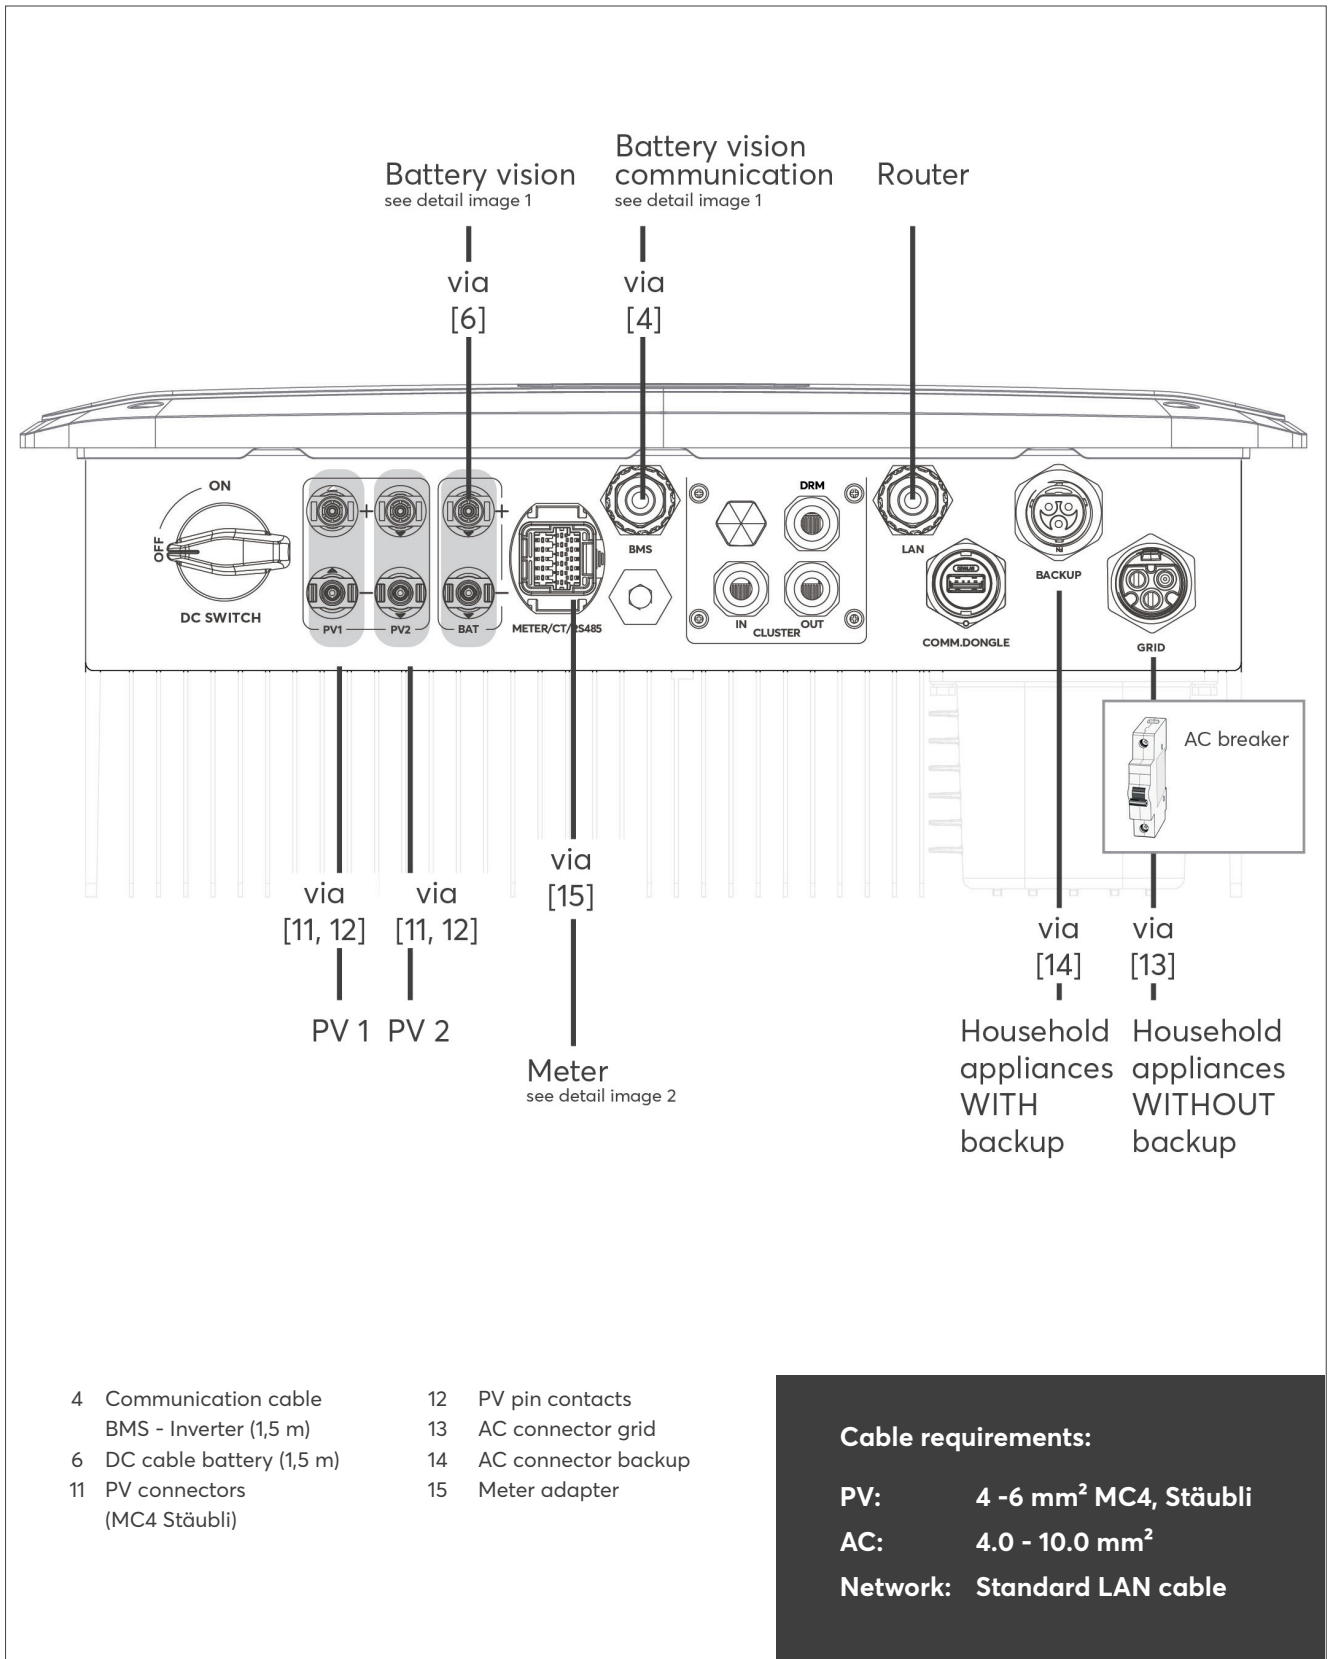 Battery vision
see detail image 1
Battery vision
communication
see detail image 1
Router
via
[6]
via
[4]
ON
OFF
DC SWITCH
+
−
PV1
PV2
+
−
BAT
METER/CT/RS485
BMS
DRM
IN
OUT
CLUSTER
LAN
COMM.DONGLE
BACKUP
GRID
AC breaker
via
[11, 12]
via
[11, 12]
via
[15]
via
[14]
via
[13]
PV 1
PV 2
Meter
see detail image 2
Household
appliances
WITH
backup
Household
appliances
WITHOUT
backup
4 Communication cable
BMS - Inverter (1,5 m)
6 DC cable battery (1,5 m)
11 PV connectors
(MC4 Stäubli)
12 PV pin contacts
13 AC connector grid
14 AC connector backup
15 Meter adapter
Cable requirements:
PV: 4 -6 mm² MC4, Stäubli
AC: 4.0 - 10.0 mm²
Network: Standard LAN cable